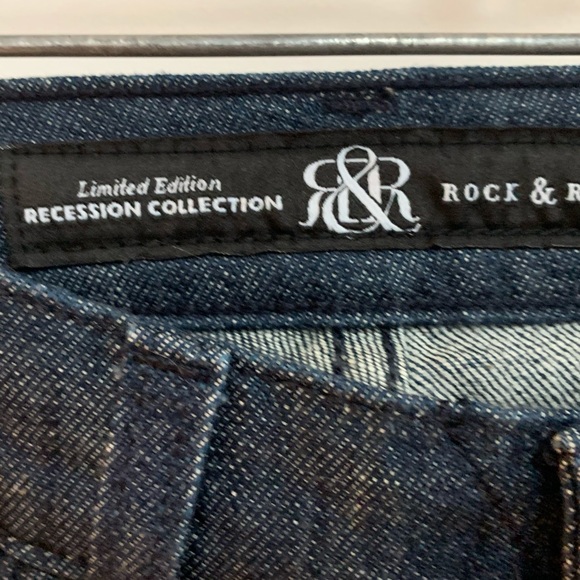 Limited Edition
RECESSION COLLECTION
R&R
ROCK & R